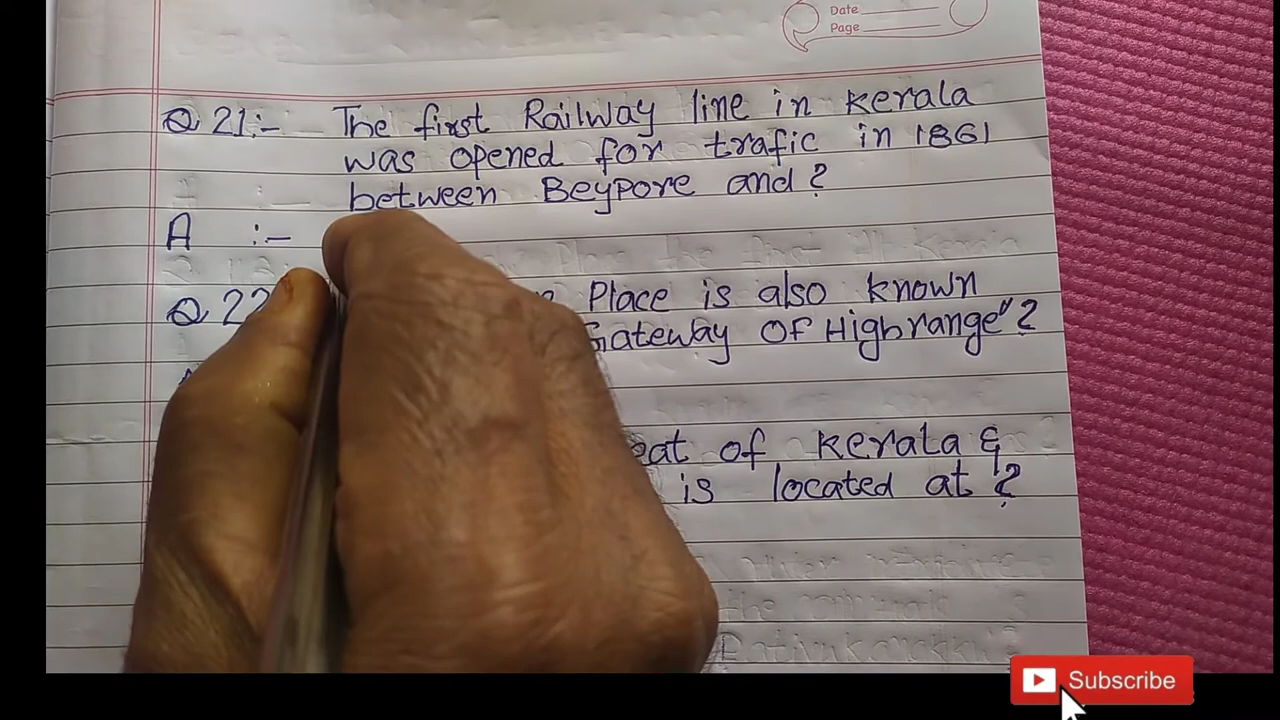 Date
Page
Q 21:- The first Railway line in Kerala
was opened for trafic in 1861
between Beypore and ?
A :-
Q 22 Place is also known
Gateway Of Highrange" ?
of Kerala &
is located at ?
Subscribe